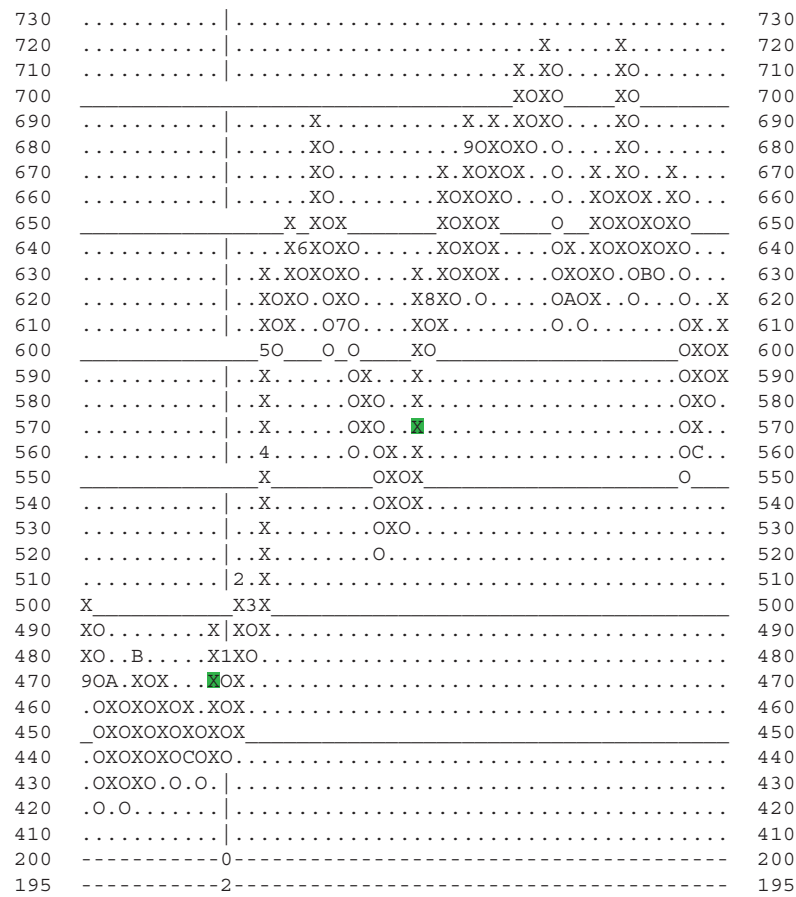 730 ...........|....................................... 730
720 ...........|........................X.....X........ 720
710 ...........|......................X.XO....XO....... 710
700 __________________________________XOXO____XO_______ 700
690 ...........|......X...........X.X.XOXO....XO....... 690
680 ...........|......XO..........9OXOXO.O....XO....... 680
670 ...........|......XO........X.XOXOX..O..X.XO..X.... 670
660 ...........|......XO........XOXOXO...O..XOXOX.XO... 660
650 ________________X_XOX_______XOXOX____O__XOXOXOXO___ 650
640 ...........|....X6XOXO......XOXOX....OX.XOXOXOXO... 640
630 ...........|..X.XOXOXO....X.XOXOX....OXOXO.OBO.O... 630
620 ...........|..XOXO.OXO....X8XO.O.....OAOX..O...O..X 620
610 ...........|..XOX..O7O....XOX........O.O.......OX.X 610
600 ______________5O___O_O____XO___________________OXOX 600
590 ...........|..X......OX...X....................OXOX 590
580 ...........|..X......OXO..X....................OXO. 580
570 ...........|..X......OXO..X....................OX.. 570
560 ...........|..4......O.OX.X....................OC.. 560
550 ______________X________OXOX____________________O___ 550
540 ...........|..X........OXOX........................ 540
530 ...........|..X........OXO......................... 530
520 ...........|..X........O........................... 520
510 ...........|2.X.................................... 510
500 X___________X3X____________________________________ 500
490 XO........X|XOX.................................... 490
480 XO..B.....X1XO..................................... 480
470 9OA.XOX...XOX...................................... 470
460 .OXOXOXOX.XOX...................................... 460
450 _OXOXOXOXOXOX______________________________________ 450
440 .OXOXOXOCOXO....................................... 440
430 .OXOXO.O.O.|....................................... 430
420 .O.O.......|....................................... 420
410 ...........|....................................... 410
200 -----------0--------------------------------------- 200
195 -----------2--------------------------------------- 195